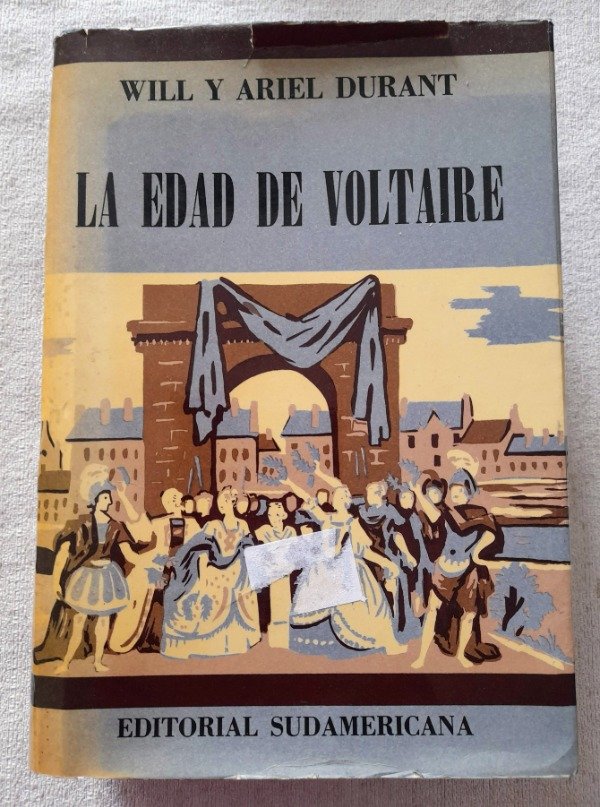 WILL Y ARIEL DURANT
LA EDAD DE VOLTAIRE
EDITORIAL SUDAMERICANA